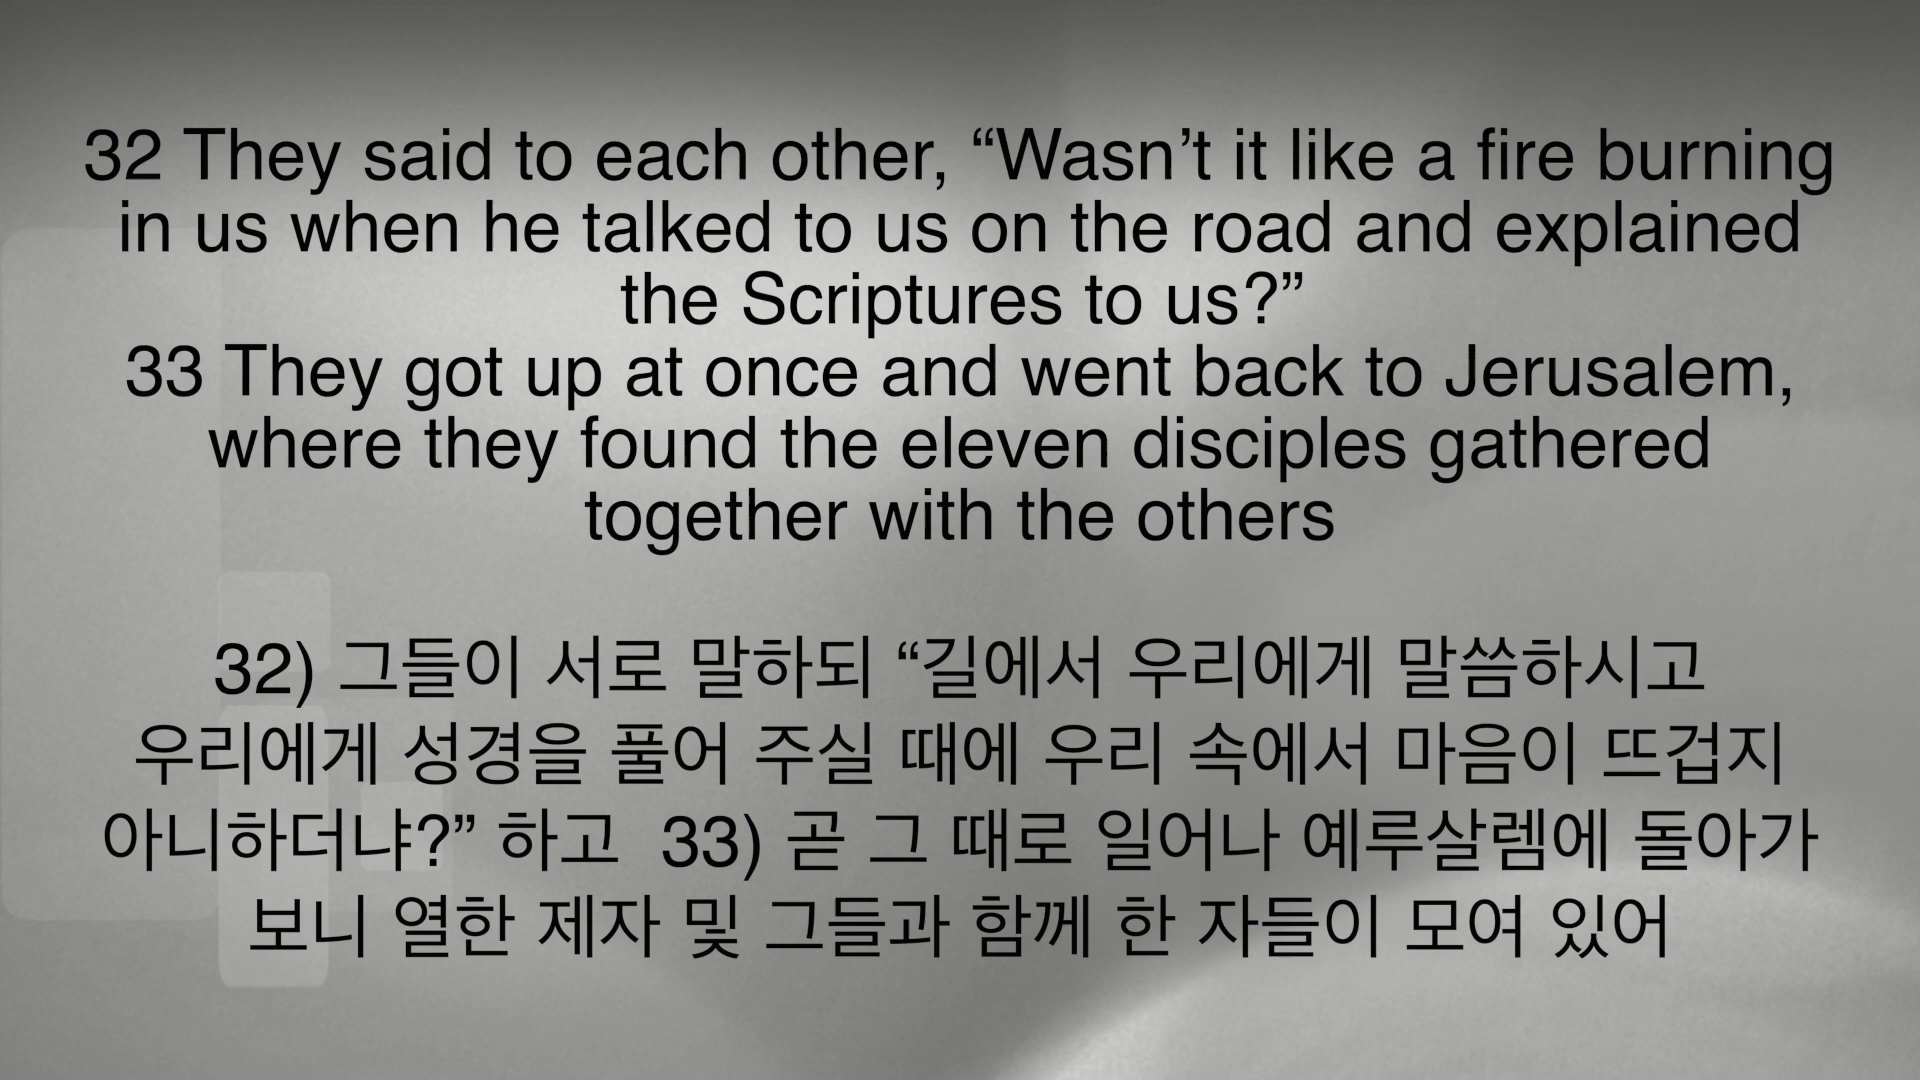 32 They said to each other, “Wasn’t it like a fire burning
in us when he talked to us on the road and explained
the Scriptures to us?”
33 They got up at once and went back to Jerusalem,
where they found the eleven disciples gathered
together with the others
32) 그들이 서로 말하되 “길에서 우리에게 말씀하시고
우리에게 성경을 풀어 주실 때에 우리 속에서 마음이 뜨겁지
아니하더냐?” 하고 33) 곧 그 때로 일어나 예루살렘에 돌아가
보니 열한 제자 및 그들과 함께 한 자들이 모여 있어